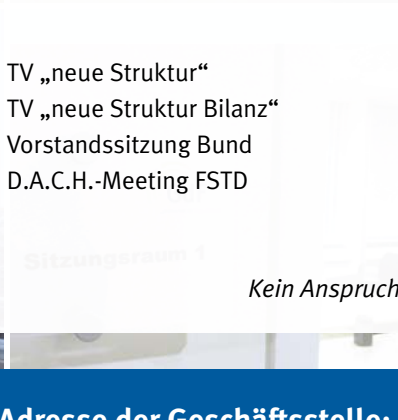 TV „neue Struktur“
TV „neue Struktur Bilanz“
Vorstandssitzung Bund
D.A.C.H.-Meeting FSTD
Sitzungsraum 1
Kein Anspruch
Adresse der Geschäftsstelle: